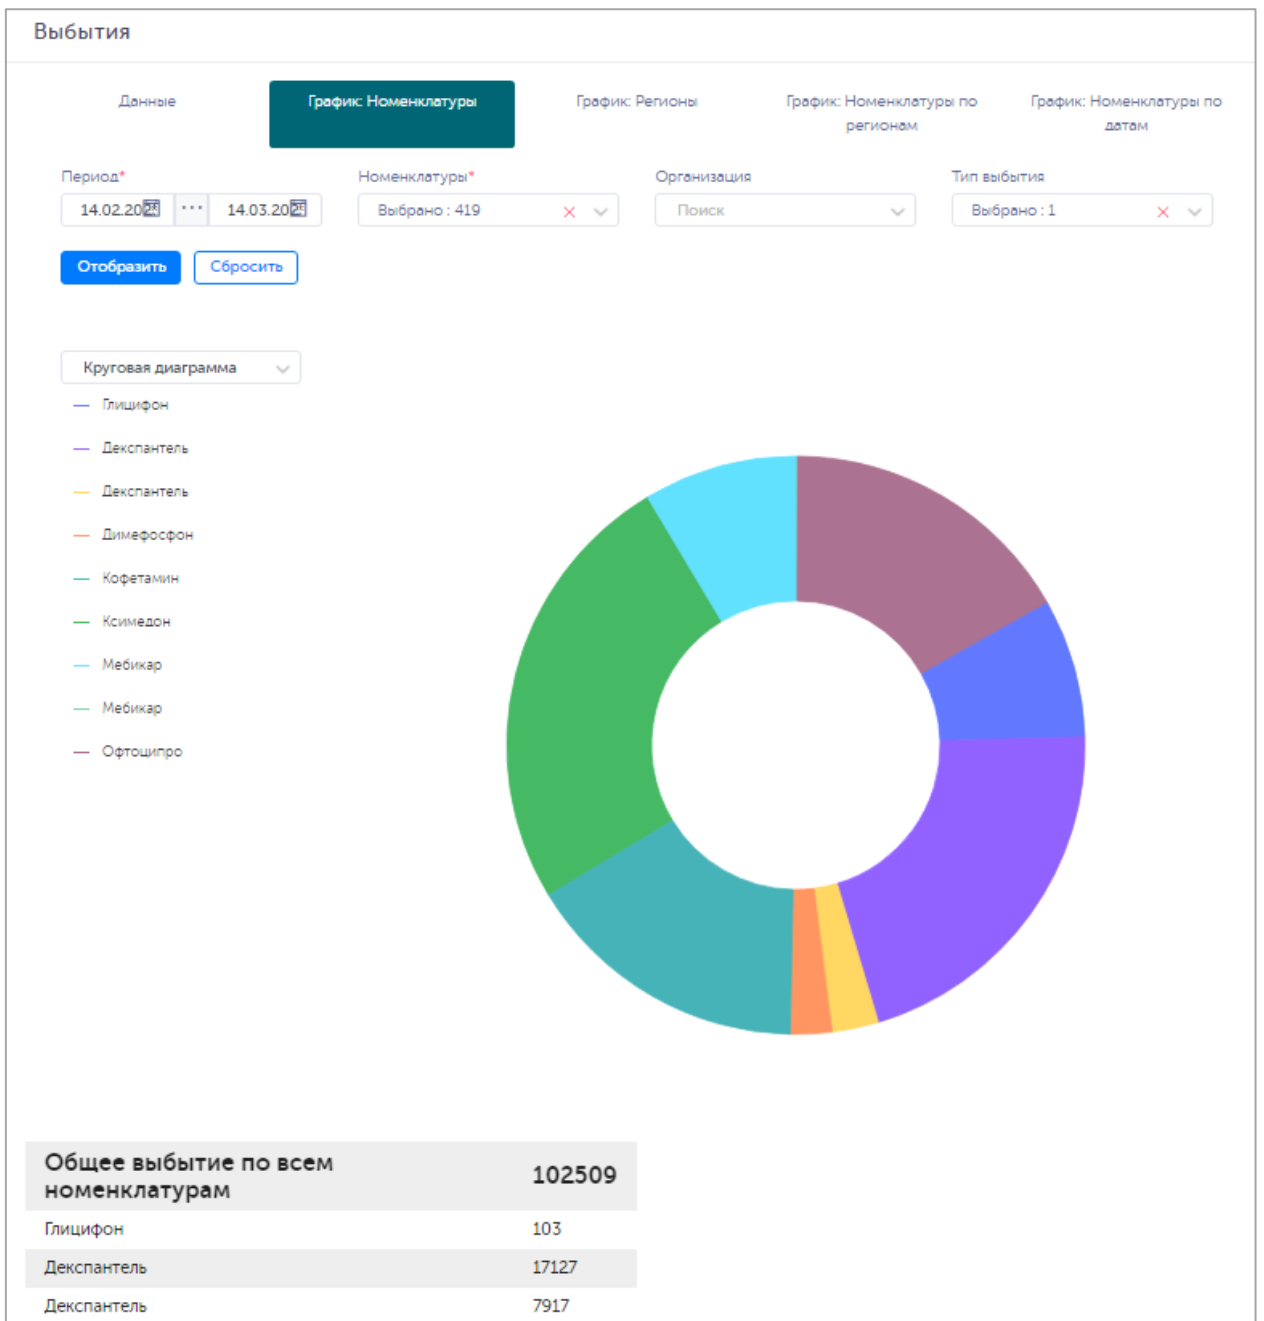 Выбытия
Данные
График: Номенклатуры
График: Регионы
График: Номенклатуры по
регионам
График: Номенклатуры по
датам
Период*
Номенклатуры*
Организация
Тип выбытия
14.02.202
···
14.03.202
Выбрано : 419
Поиск
Выбрано : 1
Отобразить
Сбросить
Круговая диаграмма
Глицифон
Декспантель
Декспантель
Димефосфон
Кофетамин
Ксимедон
Мебикар
Мебикар
Офтоципро
Общее выбытие по всем
номенклатурам
102509
Глицифон 103
Декспантель 17127
Декспантель 7917